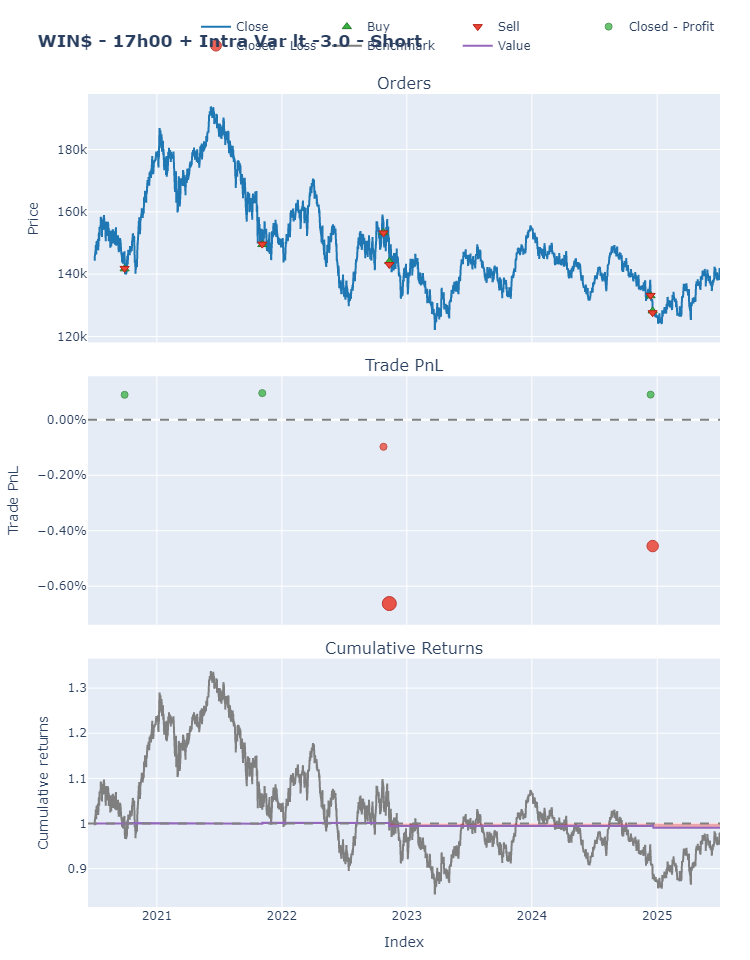 Close Buy Sell Closed - Profit
WIN$ - 17h00 + Intra Var lt -3.0 - Short
Closed - Loss Benchmark Value
Orders
180k
160k
140k
120k
Price
Trade PnL
0.00%
−0.20%
−0.40%
−0.60%
Trade PnL
Cumulative Returns
1.3
1.2
1.1
1
0.9
Cumulative returns
2021 2022 2023 2024 2025
Index